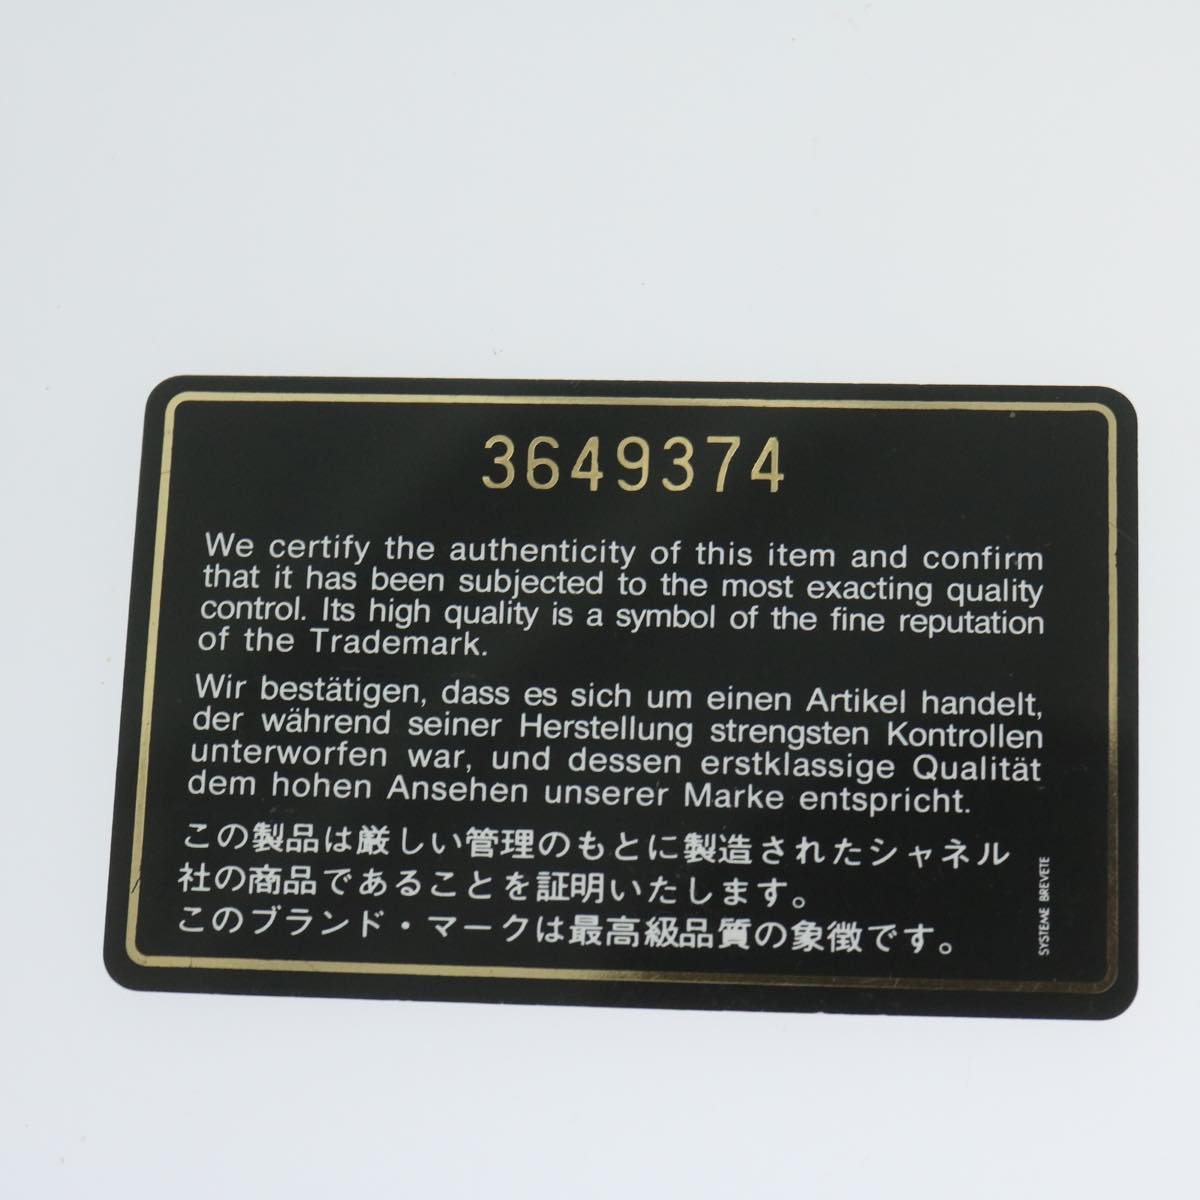 3649374
We certify the authenticity of this item and confirm
that it has been subjected to the most exacting quality
control. Its high quality is a symbol of the fine reputation
of the Trademark.
Wir bestätigen, dass es sich um einen Artikel handelt,
der während seiner Herstellung strengsten Kontrollen
unterworfen war, und dessen erstklassige Qualität
dem hohen Ansehen unserer Marke entspricht.
この製品は厳しい管理のもとに製造されたシャネル
社の商品であることを証明いたします。
このブランド・マークは最高級品質の象徴です。
SYSTEME BREVETE